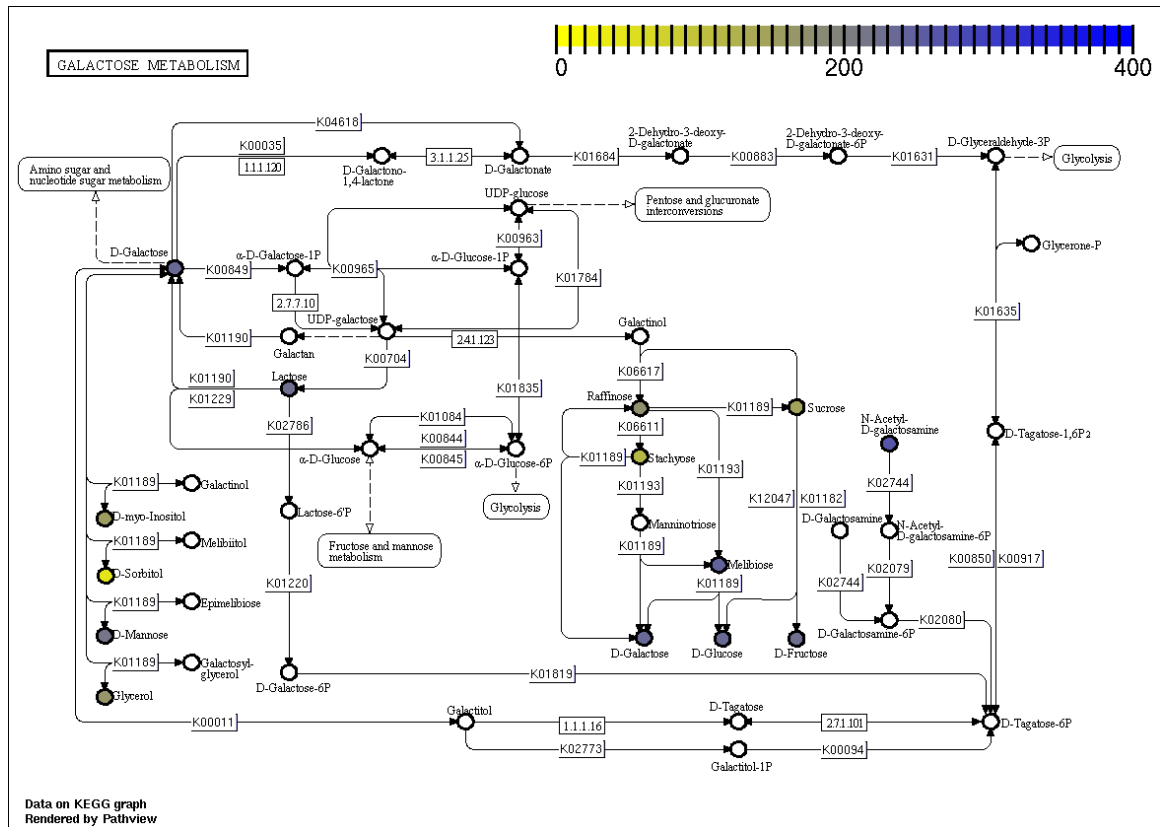 0
200
400
GALACTOSE METABOLISM
K04618
K00035
1.1.1.120
3.1.1.25
D-Galactono-
1,4-lactone
D-Galactonate
K01684
2-Dehydro-3-deoxy-
D-galactonate
K00883
2-Dehydro-3-deoxy-
D-galactonate-6P
K01631
D-Glyceraldehyde-3P
Glycolysis
Amino sugar and
nucleotide sugar metabolism
UDP-glucose
Pentose and glucuronate
interconversions
K00963
D-Galactose
α-D-Galactose-1P
α-D-Glucose-1P
K00849
K00965
K01784
Glycerone-P
2.7.7.10
UDP-galactose
K01635
K01190
Galactan
2.4.1.123
Galactinol
K00704
K01190
K01229
Lactose
K01835
K06617
Raffinose
K01189
Sucrose
K02786
K01084
K00844
K00845
α-D-Glucose
α-D-Glucose-6P
K06611
N-Acetyl-
D-galactosamine
D-Tagatose-1,6P2
K01189
Stachyose
K01193
K01193
K02744
K01189
Galactinol
D-myo-Inositol
Lactose-6'P
Glycolysis
K12047
K01182
D-Galactosamine
N-Acetyl-
D-galactosamine-6P
Manninotriose
K01189
Melibiitol
K01189
Fructose and mannose
metabolism
K00850
K00917
Melibiose
K02079
D-Sorbitol
K01220
K01189
K02744
K01189
Epimelibiose
D-Mannose
D-Galactosamine-6P
K02080
D-Galactose
D-Glucose
D-Fructose
K01189
Galactosyl-
glycerol
Glycerol
D-Galactose-6P
K01819
K00011
Galactitol
1.1.1.16
D-Tagatose
2.7.1.101
D-Tagatose-6P
K02773
Galactitol-1P
K00094
Data on KEGG graph
Rendered by Pathview